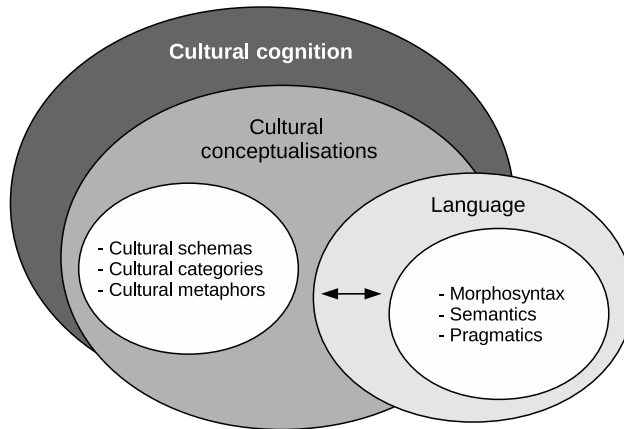 Cultural cognition
Cultural
conceptualisations
Language
- Cultural schemas
- Cultural categories
- Cultural metaphors
- Morphosyntax
- Semantics
- Pragmatics